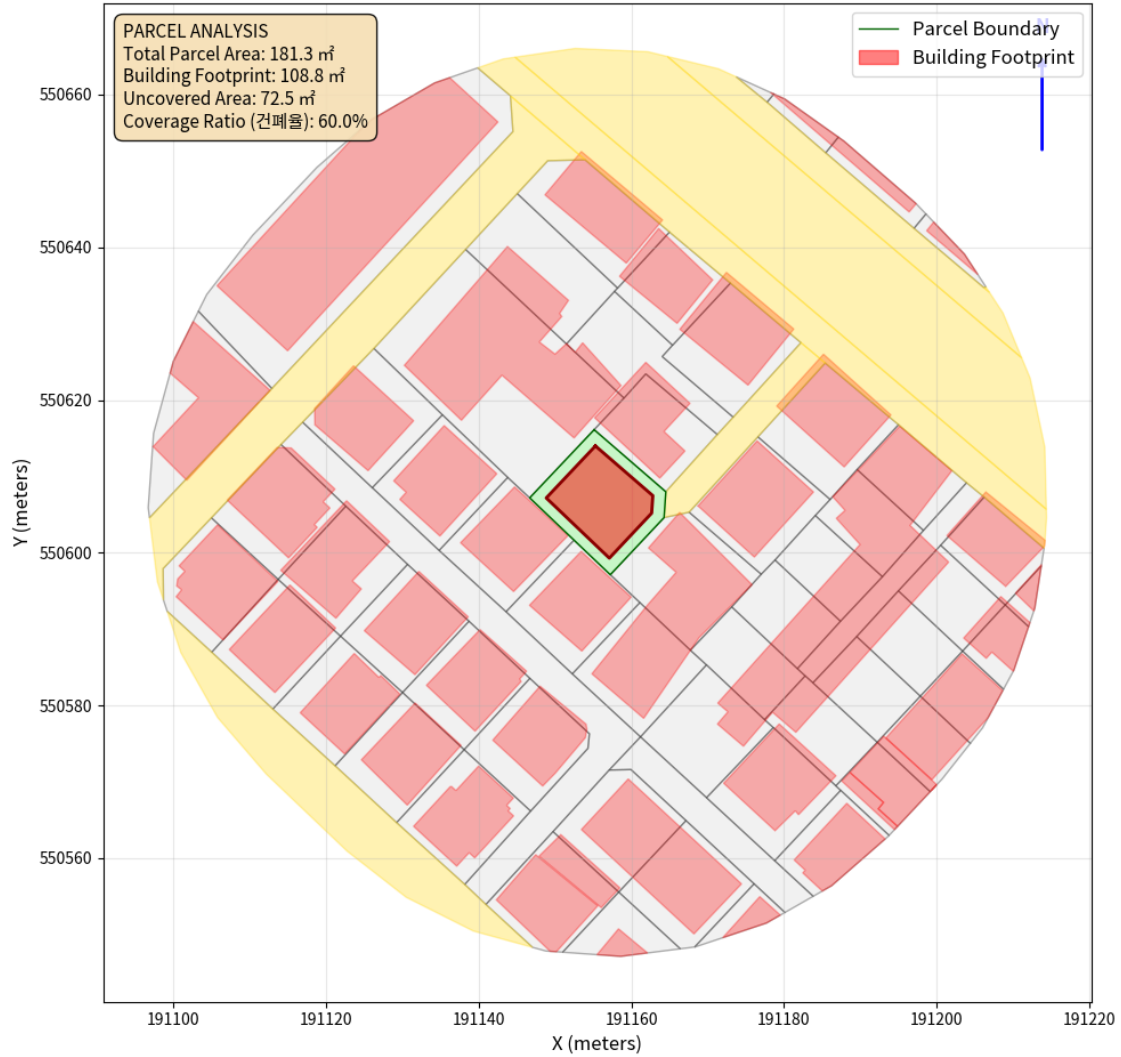 PARCEL ANALYSIS
Total Parcel Area: 181.3 ㎡
Building Footprint: 108.8 ㎡
Uncovered Area: 72.5 ㎡
Coverage Ratio (건폐율): 60.0%
Parcel Boundary
Building Footprint
N
550660
550640
550620
550600
550580
550560
Y (meters)
191100
191120
191140
191160
191180
191200
191220
X (meters)